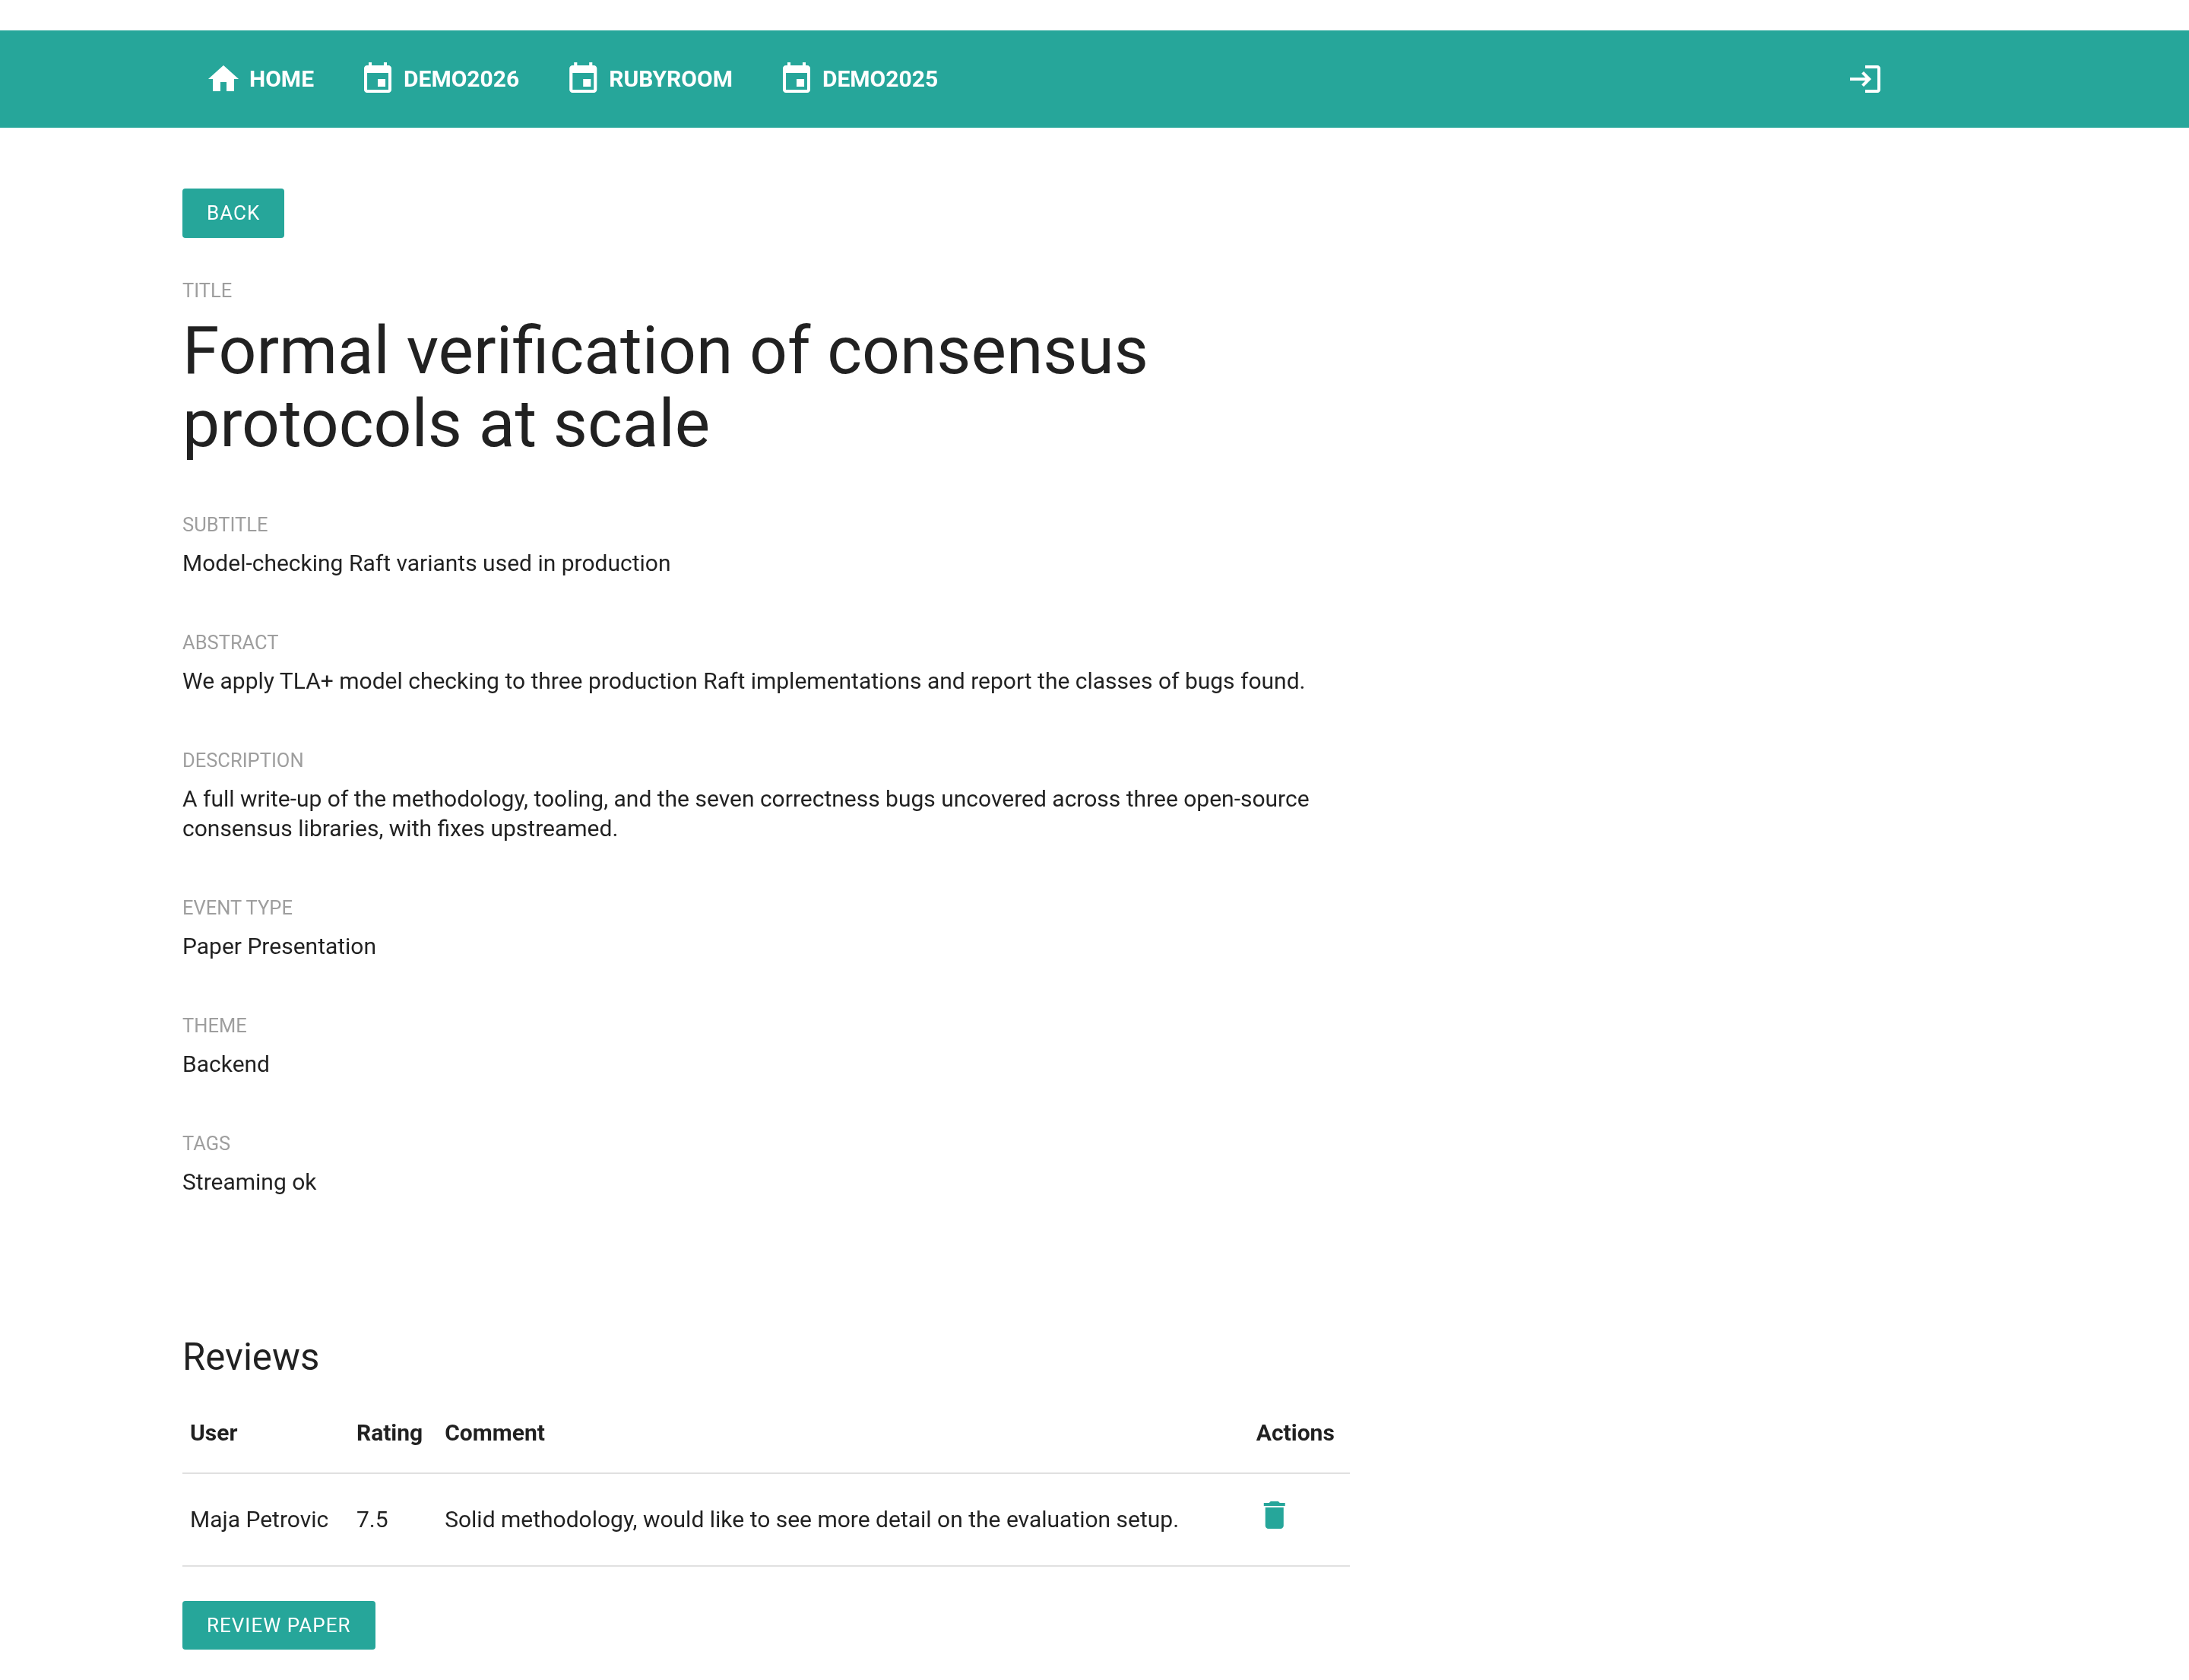 HOME DEMO2026 RUBYROOM DEMO2025
BACK
TITLE
Formal verification of consensus
protocols at scale
SUBTITLE
Model-checking Raft variants used in production
ABSTRACT
We apply TLA+ model checking to three production Raft implementations and report the classes of bugs found.
DESCRIPTION
A full write-up of the methodology, tooling, and the seven correctness bugs uncovered across three open-source
consensus libraries, with fixes upstreamed.
EVENT TYPE
Paper Presentation
THEME
Backend
TAGS
Streaming ok
Reviews
User Rating Comment Actions
Maja Petrovic 7.5 Solid methodology, would like to see more detail on the evaluation setup.
REVIEW PAPER